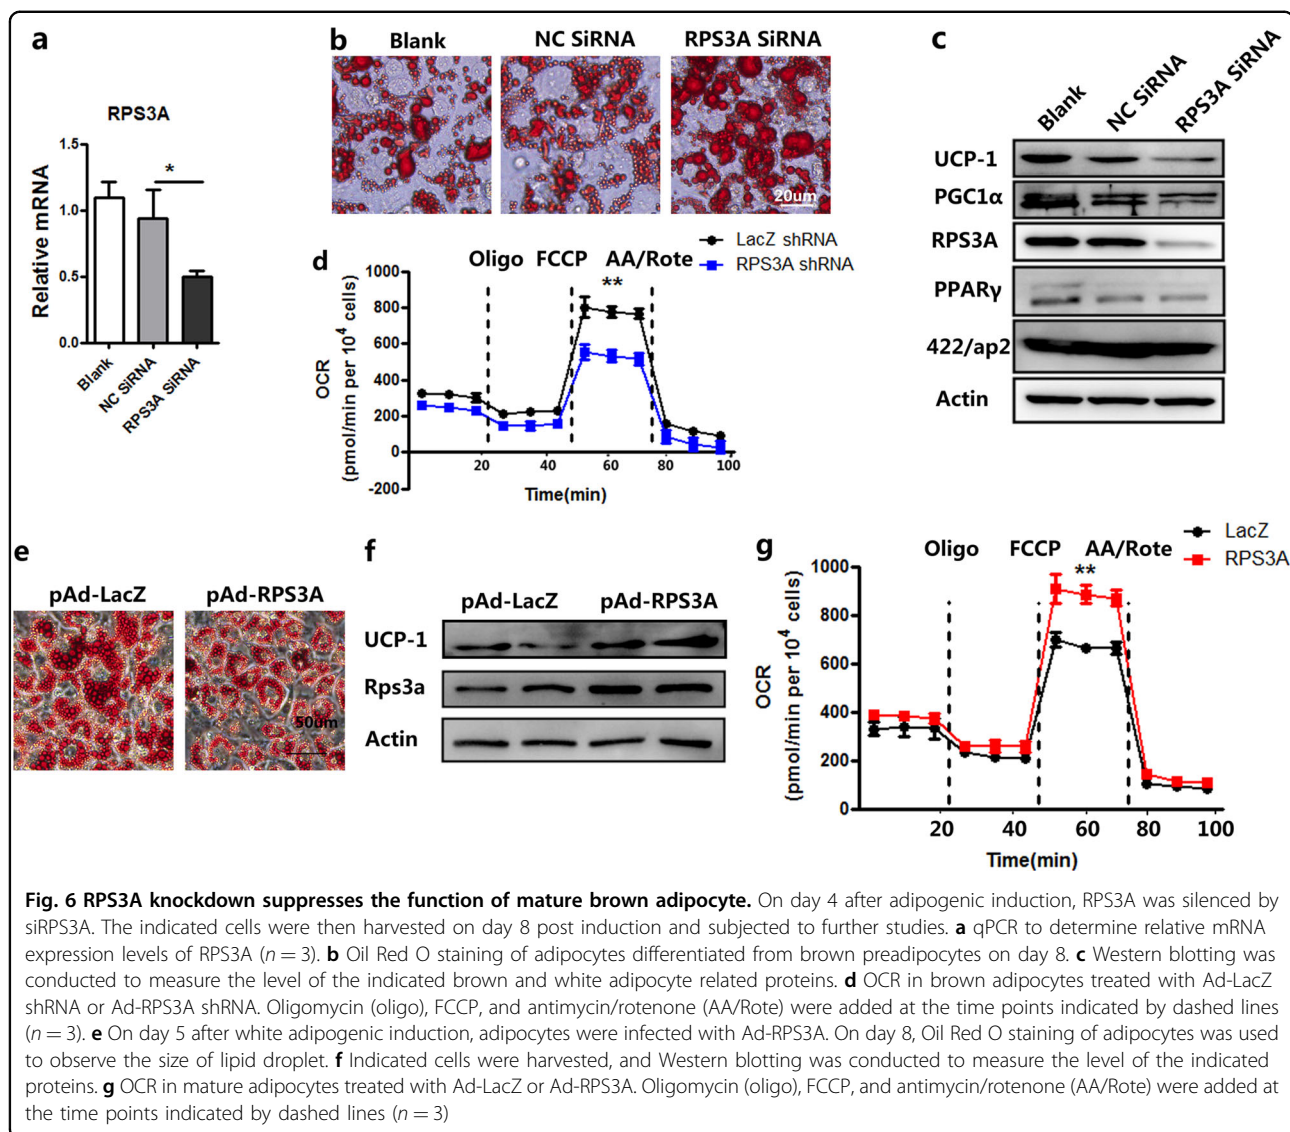 a
RPS3A
Relative mRNA
1.5
1.0
0.5
0.0
*
Blank
NC SiRNA
RPS3A SiRNA
b
Blank
NC SiRNA
RPS3A SiRNA
20um
c
Blank
NC SiRNA
RPS3A SiRNA
UCP-1
PGC1α
RPS3A
PPARγ
422/ap2
Actin
d
LacZ shRNA
RPS3A shRNA
Oligo FCCP AA/Rote
**
OCR
(pmol/min per 10⁴ cells)
1000
800
600
400
200
0
-200
20 40 60 80 100
Time(min)
e
pAd-LacZ pAd-RPS3A
50um
f
pAd-LacZ pAd-RPS3A
UCP-1
Rps3a
Actin
g
LacZ
RPS3A
Oligo FCCP AA/Rote
**
OCR
(pmol/min per 10⁴ cells)
1000
800
600
400
200
0
20 40 60 80 100
Time(min)
Fig. 6 RPS3A knockdown suppresses the function of mature brown adipocyte. On day 4 after adipogenic induction, RPS3A was silenced by
siRPS3A. The indicated cells were then harvested on day 8 post induction and subjected to further studies. a qPCR to determine relative mRNA
expression levels of RPS3A (n = 3). b Oil Red O staining of adipocytes differentiated from brown preadipocytes on day 8. c Western blotting was
conducted to measure the level of the indicated brown and white adipocyte related proteins. d OCR in brown adipocytes treated with Ad-LacZ
shRNA or Ad-RPS3A shRNA. Oligomycin (oligo), FCCP, and antimycin/rotenone (AA/Rote) were added at the time points indicated by dashed lines
(n = 3). e On day 5 after white adipogenic induction, adipocytes were infected with Ad-RPS3A. On day 8, Oil Red O staining of adipocytes was used
to observe the size of lipid droplet. f Indicated cells were harvested, and Western blotting was conducted to measure the level of the indicated
proteins. g OCR in mature adipocytes treated with Ad-LacZ or Ad-RPS3A. Oligomycin (oligo), FCCP, and antimycin/rotenone (AA/Rote) were added at
the time points indicated by dashed lines (n = 3)